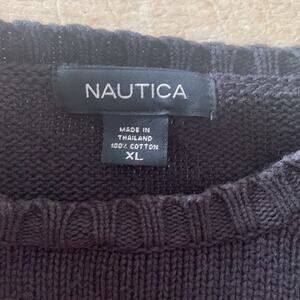 NAUTICA
MADE IN
THAILAND
100% COTTON
XL